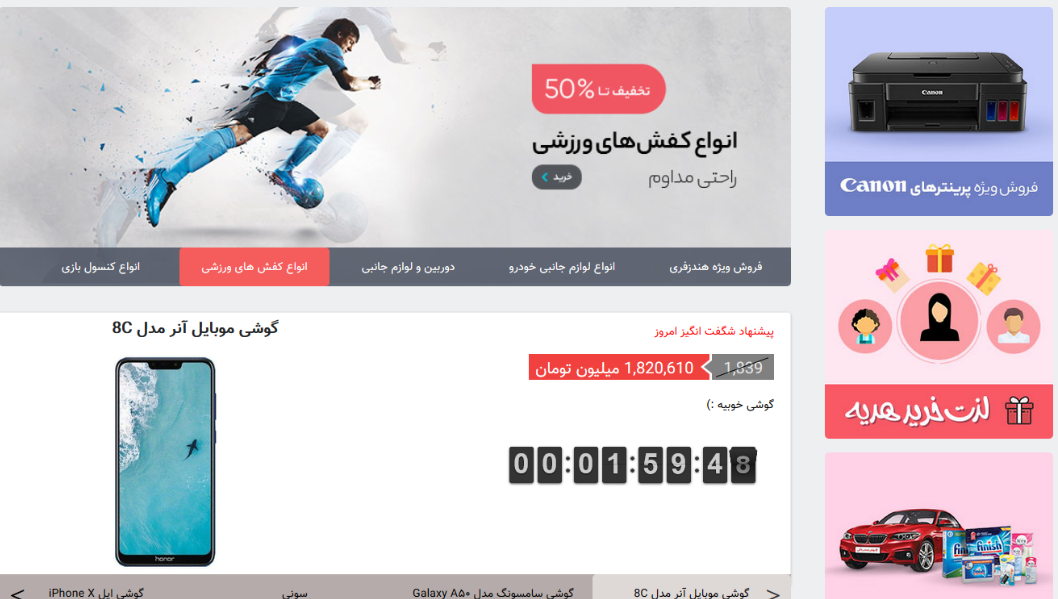 تخفیف تا 50%
انواع کفش‌های ورزشی
راحتی مداوم
خرید
فروش ویژه هندزفری
انواع لوازم جانبی خودرو
دوربین و لوازم جانبی
انواع کفش های ورزشی
انواع کنسول بازی
Canon
فروش ویژه پرینترهای Canon
لذت خرید هدیه
finish
finish
پیشنهاد شگفت انگیز امروز
1,839
1,820,610 میلیون تومان
گوشی خوبیه :)
00:01:59:48
گوشی موبایل آنر مدل 8C
honor
گوشی موبایل آنر مدل 8C
گوشی سامسونگ مدل Galaxy A۵۰
سونی
گوشی اپل iPhone X